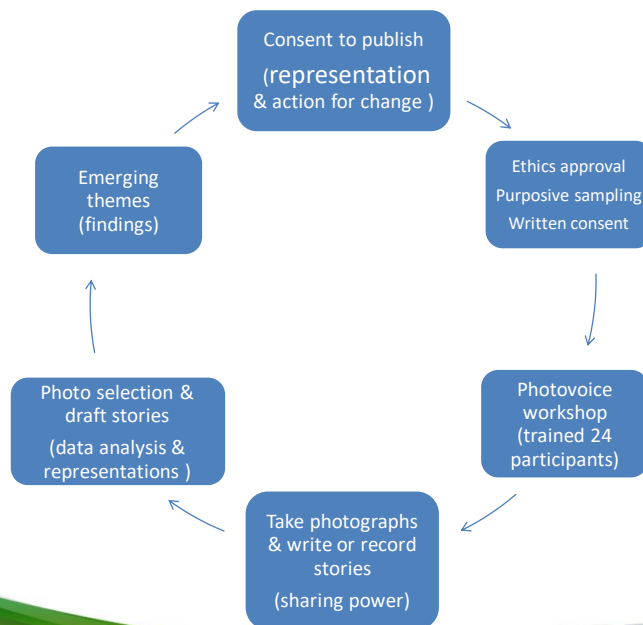 Consent to publish
(representation
& action for change )
Ethics approval
Purposive sampling
Written consent
Photovoice
workshop
(trained 24
participants)
Take photographs
& write or record
stories
(sharing power)
Photo selection &
draft stories
(data analysis &
representations )
Emerging
themes
(findings)